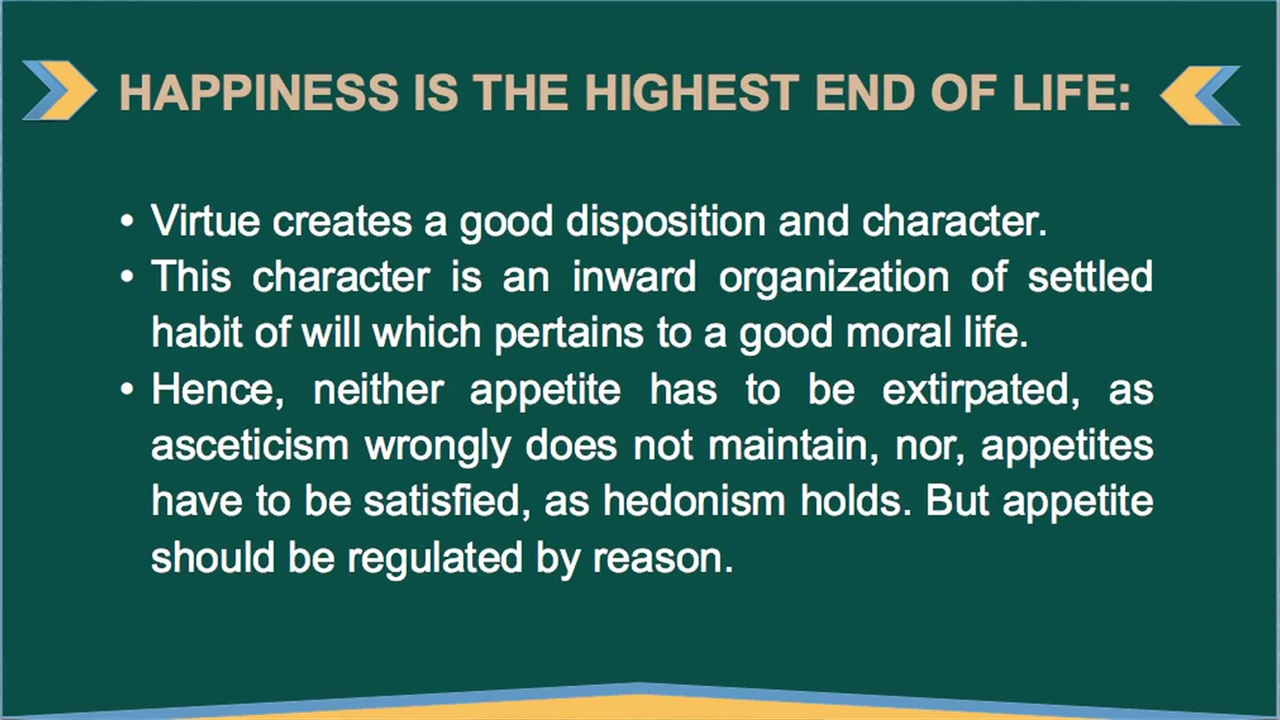 HAPPINESS IS THE HIGHEST END OF LIFE:
• Virtue creates a good disposition and character.
• This character is an inward organization of settled
habit of will which pertains to a good moral life.
• Hence, neither appetite has to be extirpated, as
asceticism wrongly does not maintain, nor, appetites
have to be satisfied, as hedonism holds. But appetite
should be regulated by reason.